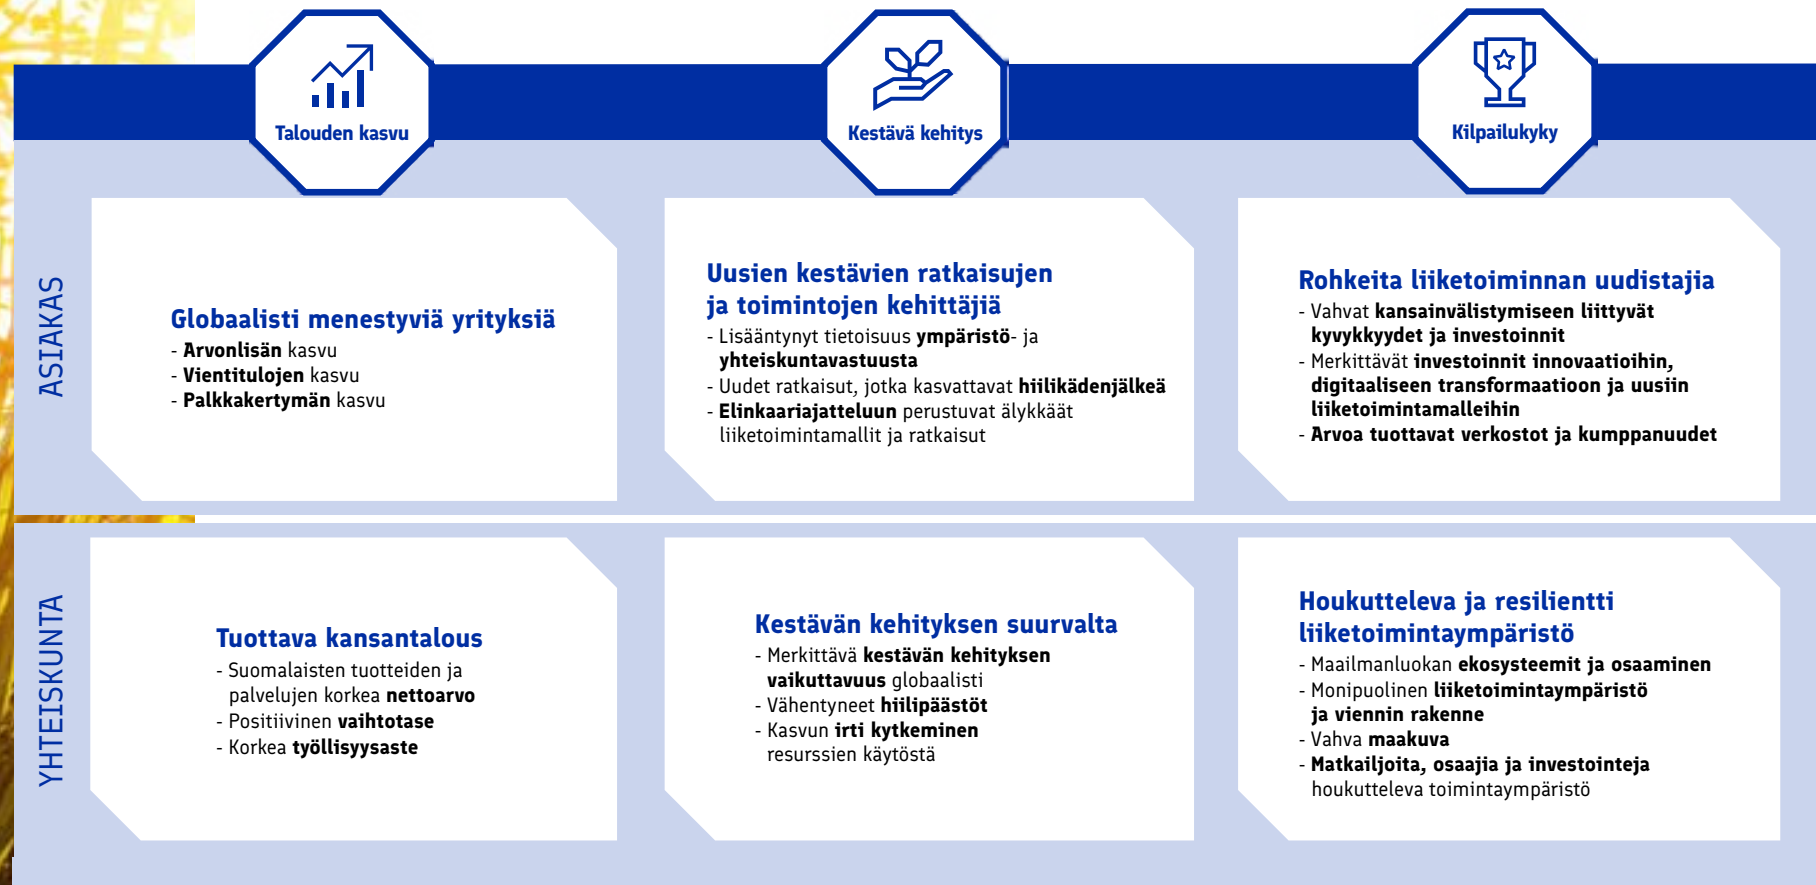 Talouden kasvu
Kestävä kehitys
Kilpailukyky
ASIAKAS
Globaalisti menestyviä yrityksiä
- Arvonlisän kasvu
- Vientitulojen kasvu
- Palkkakertymän kasvu
Uusien kestävien ratkaisujen
ja toimintojen kehittäjiä
- Lisääntynyt tietoisuus ympäristö- ja
yhteiskuntavastuusta
- Uudet ratkaisut, jotka kasvattavat hiilikädenjälkeä
- Elinkaariajatteluun perustuvat älykkäät
liiketoimintamallit ja ratkaisut
Rohkeita liiketoiminnan uudistajia
- Vahvat kansainvälistymiseen liittyvät
kyvykkyydet ja investoinnit
- Merkittävät investoinnit innovaatioihin,
digitaaliseen transformaatioon ja uusiin
liiketoimintamalleihin
- Arvoa tuottavat verkostot ja kumppanuudet
YHTEISKUNTA
Tuottava kansantalous
- Suomalaisten tuotteiden ja
palvelujen korkea nettoarvo
- Positiivinen vaihtotase
- Korkea työllisyysaste
Kestävän kehityksen suurvalta
- Merkittävä kestävän kehityksen
vaikuttavuus globaalisti
- Vähentyneet hiilipäästöt
- Kasvun irti kytkeminen
resurssien käytöstä
Houkutteleva ja resilientti
liiketoimintaympäristö
- Maailmanluokan ekosysteemit ja osaaminen
- Monipuolinen liiketoimintaympäristö
ja viennin rakenne
- Vahva maakuva
- Matkailjoita, osaajia ja investointeja
houkutteleva toimintaympäristö